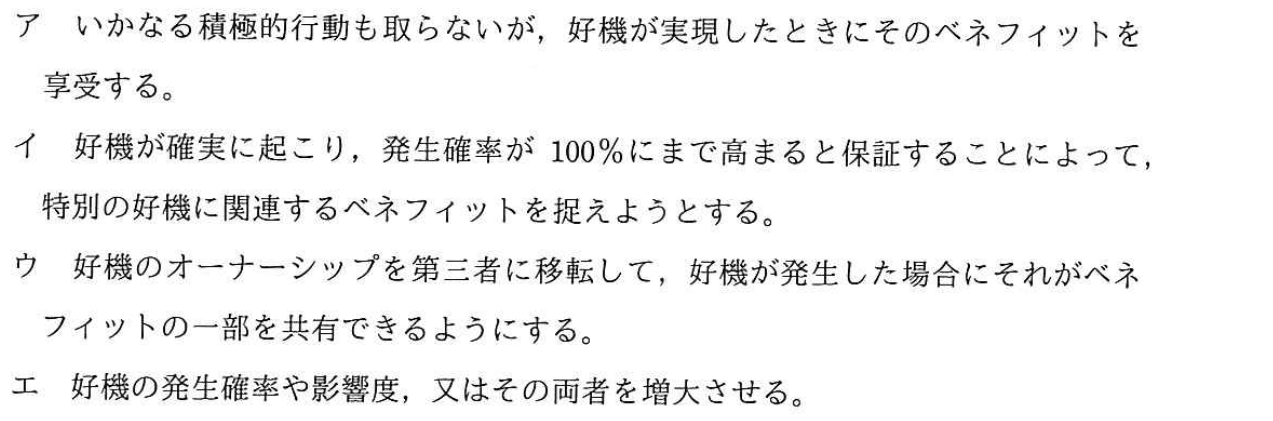 ア　いかなる積極的行動も取らないが，好機が実現したときにそのベネフィットを
享受する。
イ　好機が確実に起こり，発生確率が 100％にまで高まると保証することによって，
特別の好機に関連するベネフィットを捉えようとする。
ウ　好機のオーナーシップを第三者に移転して，好機が発生した場合にそれがベネ
フィットの一部を共有できるようにする。
エ　好機の発生確率や影響度，又はその両者を増大させる。